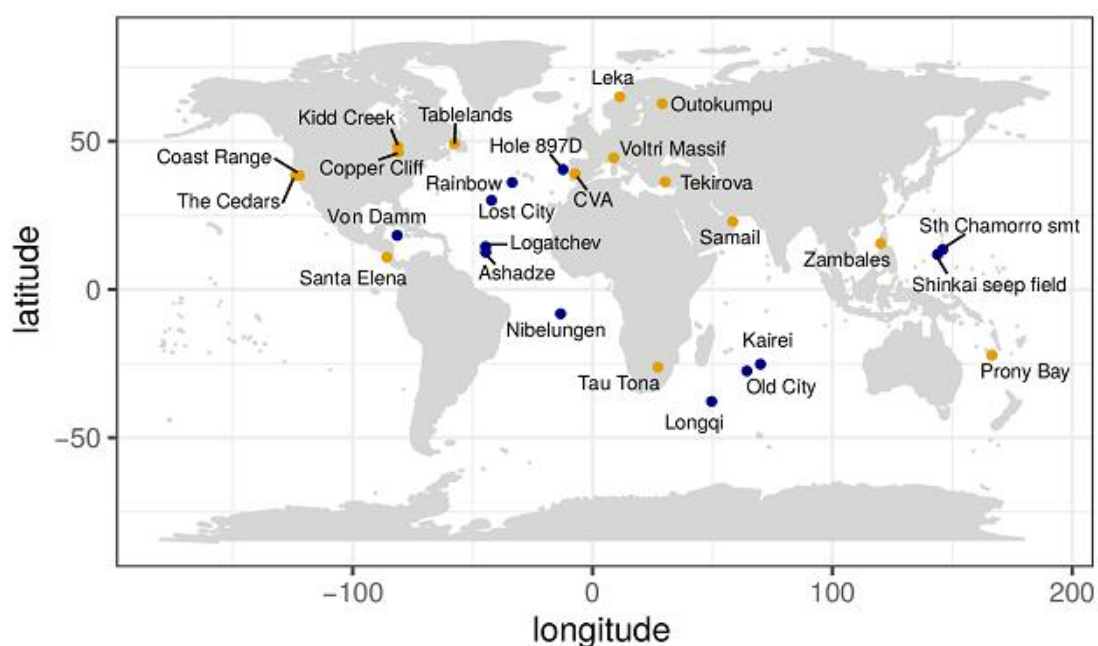 Leka
Outokumpu
Tablelands
Kidd Creek
Hole 897D
Voltri Massif
Coast Range
Copper Cliff
Rainbow
Tekirova
The Cedars
CVA
Lost City
Von Damm
Sth Chamorro smt
Samail
Logatchev
Zambales
Ashadze
Santa Elena
Shinkai seep field
Nibelungen
Kairei
Prony Bay
Tau Tona
Old City
Longqi
50
0
−50
latitude
−100
0
100
200
longitude